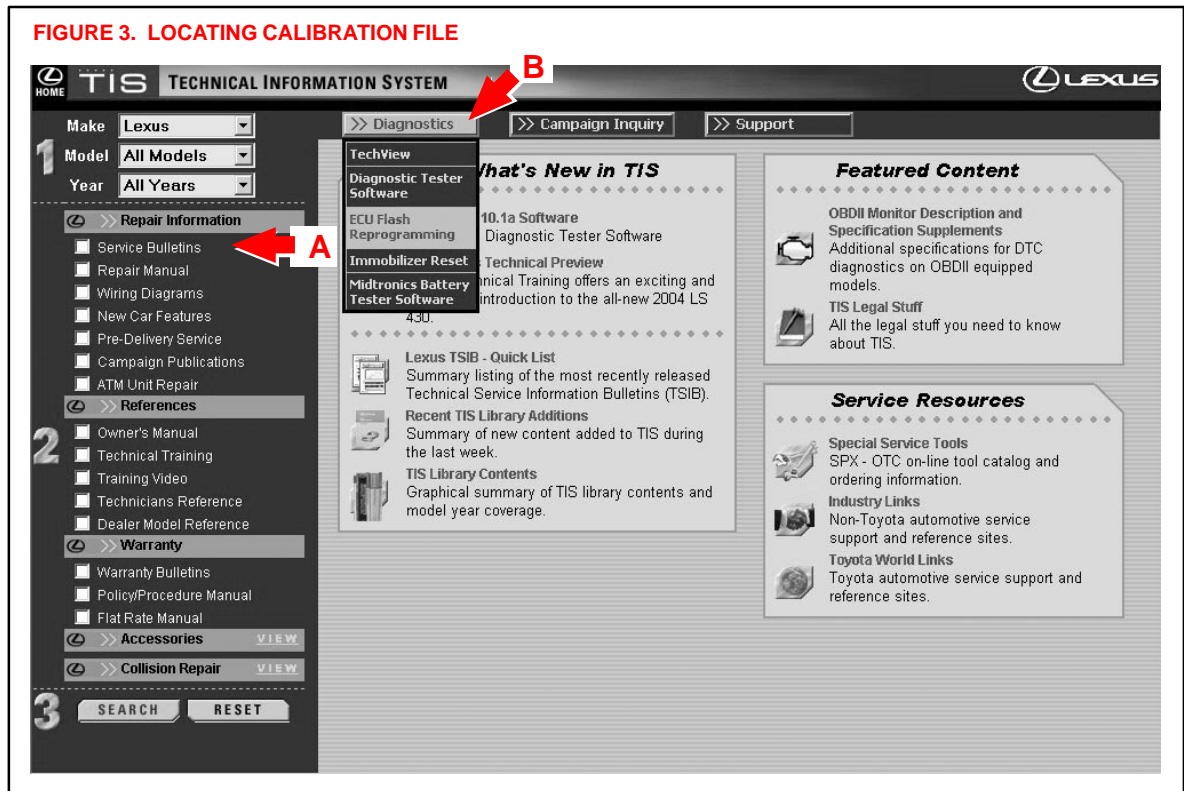 FIGURE 3. LOCATING CALIBRATION FILE
HOME TIS TECHNICAL INFORMATION SYSTEM
B
LEXUS
1
Make Lexus
Model All Models
Year All Years
>> Diagnostics >> Campaign Inquiry >> Support
TechView
Diagnostic Tester
Software
ECU Flash
Reprogramming
Immobilizer Reset
Midtronics Battery
Tester Software
2
>> Repair Information
Service Bulletins
A
Repair Manual
Wiring Diagrams
New Car Features
Pre-Delivery Service
Campaign Publications
ATM Unit Repair
>> References
Owner's Manual
Technical Training
Training Video
Technicians Reference
Dealer Model Reference
>> Warranty
Warranty Bulletins
Policy/Procedure Manual
Flat Rate Manual
>> Accessories VIEW
>> Collision Repair VIEW
3
SEARCH RESET
hat's New in TIS
10.1a Software
Diagnostic Tester Software
s Technical Preview
nnical Training offers an exciting and
introduction to the all-new 2004 LS
430.
Lexus TSIB - Quick List
Summary listing of the most recently released
Technical Service Information Bulletins (TSIB).
Recent TIS Library Additions
Summary of new content added to TIS during
the last week.
TIS Library Contents
Graphical summary of TIS library contents and
model year coverage.
Featured Content
OBDII Monitor Description and
Specification Supplements
Additional specifications for DTC
diagnostics on OBDII equipped
models.
TIS Legal Stuff
All the legal stuff you need to know
about TIS.
Service Resources
Special Service Tools
SPX - OTC on-line tool catalog and
ordering information.
Industry Links
Non-Toyota automotive service
support and reference sites.
Toyota World Links
Toyota automotive service support and
reference sites.